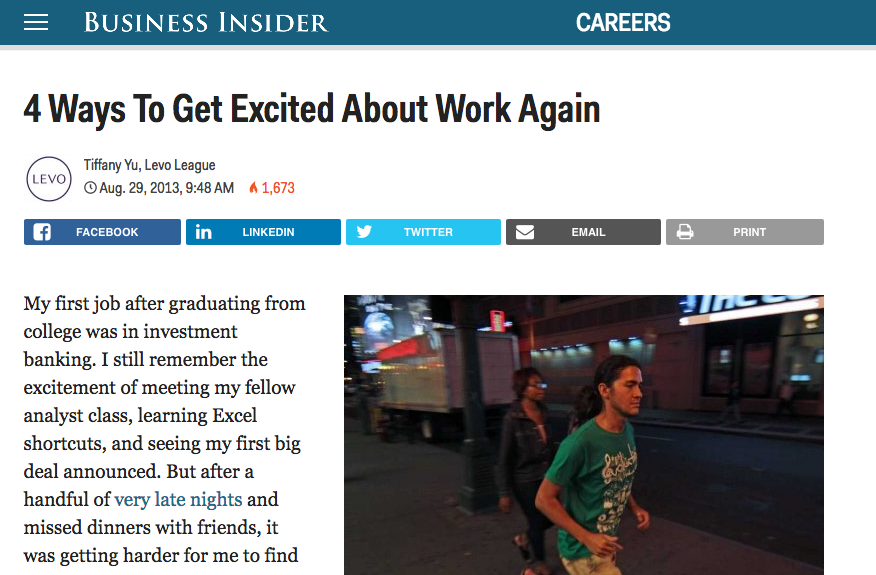 BUSINESS INSIDER
CAREERS
4 Ways To Get Excited About Work Again
LEVO
Tiffany Yu, Levo League
Aug. 29, 2013, 9:48 AM 1,673
FACEBOOK
LINKEDIN
TWITTER
EMAIL
PRINT
My first job after graduating from
college was in investment
banking. I still remember the
excitement of meeting my fellow
analyst class, learning Excel
shortcuts, and seeing my first big
deal announced. But after a
handful of very late nights and
missed dinners with friends, it
was getting harder for me to find